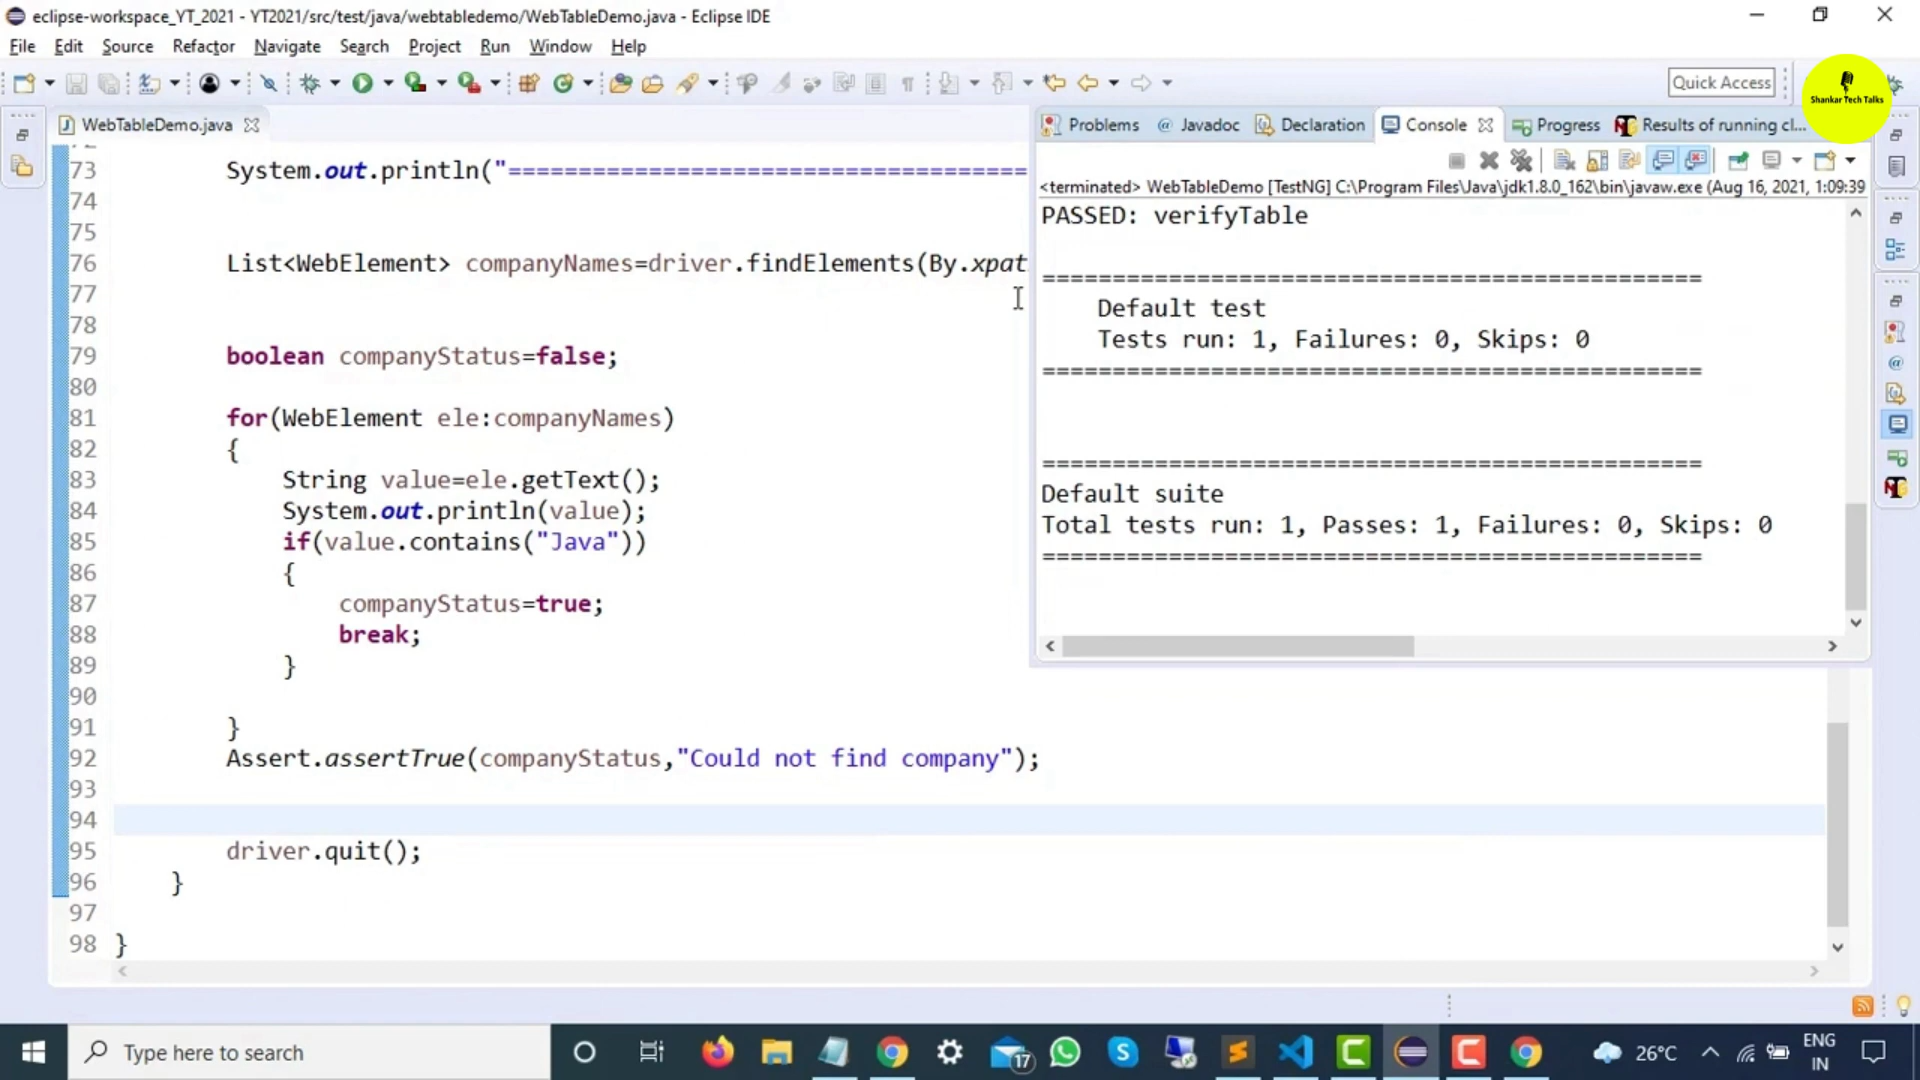 eclipse-workspace_YT_2021 - YT2021/src/test/java/webtabledemo/WebTableDemo.java - Eclipse IDE
File Edit Source Refactor Navigate Search Project Run Window Help
Quick Access
Shankar Tech Talks
WebTableDemo.java
Problems Javadoc Declaration Console Progress Results of running cl...
<terminated> WebTableDemo [TestNG] C:\Program Files\Java\jdk1.8.0_162\bin\javaw.exe (Aug 16, 2021, 1:09:39
73 System.out.println("=====================================
74
75
76 List<WebElement> companyNames=driver.findElements(By.xpat
77
78
79 boolean companyStatus=false;
80
81 for(WebElement ele:companyNames)
82 {
83 String value=ele.getText();
84 System.out.println(value);
85 if(value.contains("Java"))
86 {
87 companyStatus=true;
88 break;
89 }
90
91 }
92 Assert.assertTrue(companyStatus,"Could not find company");
93
94
95 driver.quit();
96 }
97
98 }
PASSED: verifyTable
===============================================
Default test
Tests run: 1, Failures: 0, Skips: 0
===============================================
===============================================
Default suite
Total tests run: 1, Passes: 1, Failures: 0, Skips: 0
===============================================
Type here to search
17
26°C
ENG
IN